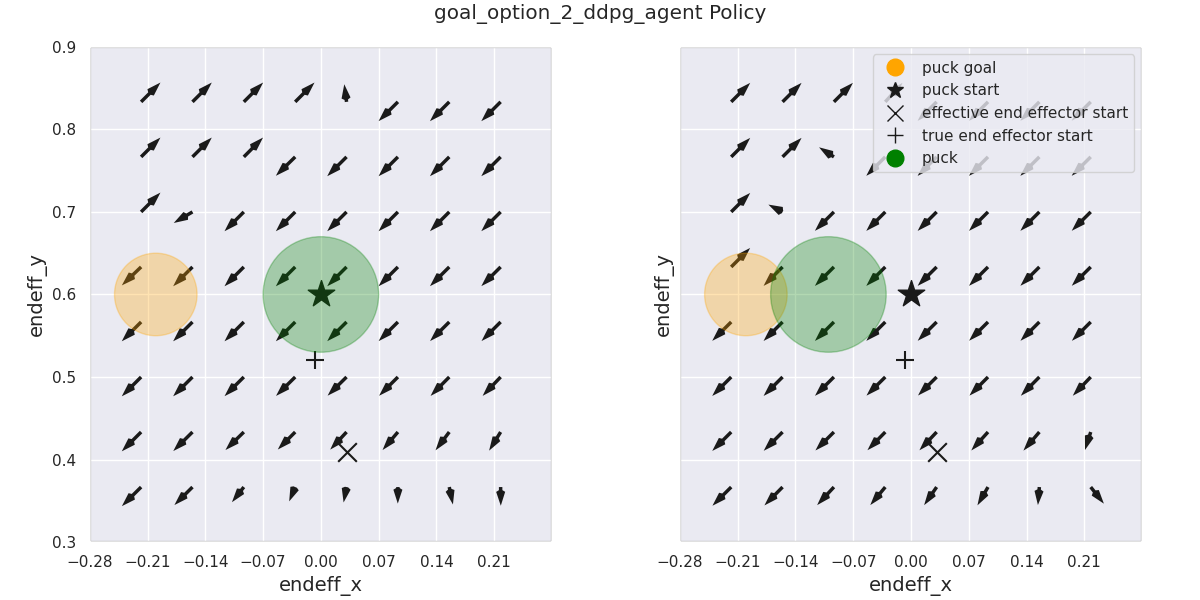 goal_option_2_ddpg_agent Policy
0.9
0.8
0.7
0.6
0.5
0.4
0.3
endeff_y
−0.28 −0.21 −0.14 −0.07 0.00 0.07 0.14 0.21
endeff_x
puck goal
puck start
effective end effector start
true end effector start
puck
endeff_y
−0.28 −0.21 −0.14 −0.07 0.00 0.07 0.14 0.21
endeff_x